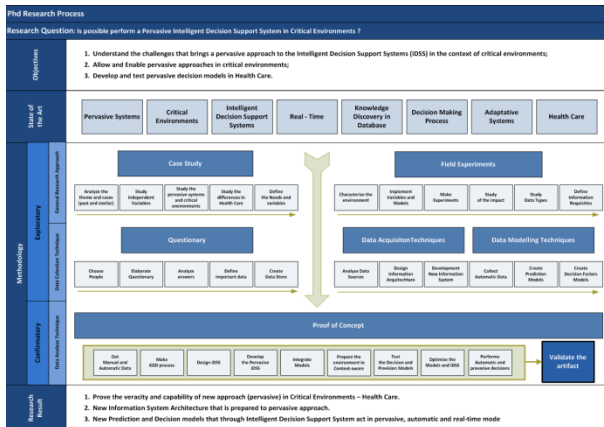 Phd Research Process
Research Question: Is possible perform a Pervasive Intelligent Decision Support System in Critical Environments ?
Objectives
1. Understand the challenges that brings a pervasive approach to the Intelligent Decision Support Systems (iDSS) in the context of critical environments;
2. Allow and Enable pervasive approaches in critical environments;
3. Develop and test pervasive decision models in Health Care.
State of
the Art
Pervasive Systems
Critical
Environments
Intelligent
Decision Support
Systems
Real - Time
Knowledge
Discovery in
Database
Decision Making
Process
Adaptative
Systems
Health Care
Methodology
Exploratory
General Research Approach
Case Study
Analyze the
theme and cases
(past and similar)
Study
Independent
Variables
Study the
pervasive systems
and critical
environments
Study the
differences in
Health Care
Define
the Needs and
variables
Field Experiments
Characterize the
environment
Implement
Variables and
Models
Make
Experiments
Study
of the impact
Study
Data Types
Define
Information
Requisities
Data Collection Technique
Questionary
Choose
People
Elaborate
Questionary
Analyze
answers
Define
important data
Create
Data Store
Data AcquisitonTechniques
Data Modelling Techniques
Analyze Data
Sources
Design
Information
Arquitechture
Development
New Information
System
Collect
Automatic Data
Create
Prediction
Models
Create
Decision Factors
Models
Confirmatory
Data Analyse Technique
Proof of Concept
Get
Manual and
Automatic Data
Make
KDD process
Design iDSS
Develop
the Pervasive
iDSS
Integrate
Models
Prepare the
environment in
Context-aware
Test
the Decision and
Prevision Models
Optimize the
Models and iDSS
Performe
Automatic and
prevasive decisions
Validate the
artifact
Research
Result
1. Prove the veracity and capability of new approach (pervasive) in Critical Environments – Health Care.
2. New Information System Architecture that is prepared to pervasive approach.
3. New Prediction and Decision models that through Intelligent Decision Support System act in pervasive, automatic and real-time mode